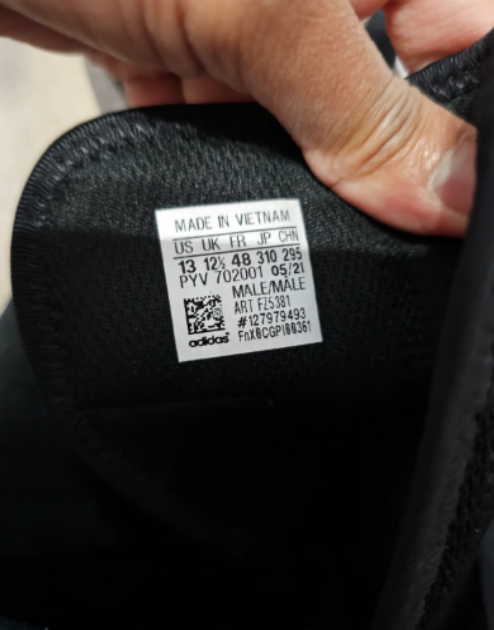 MADE IN VIETNAM
US UK FR JP CHN
13 12½ 48 310 295
PYV 702001 05/21
MALE/MALE
ART FZ5381
#127979493
FnX0CGPI00361
adidas